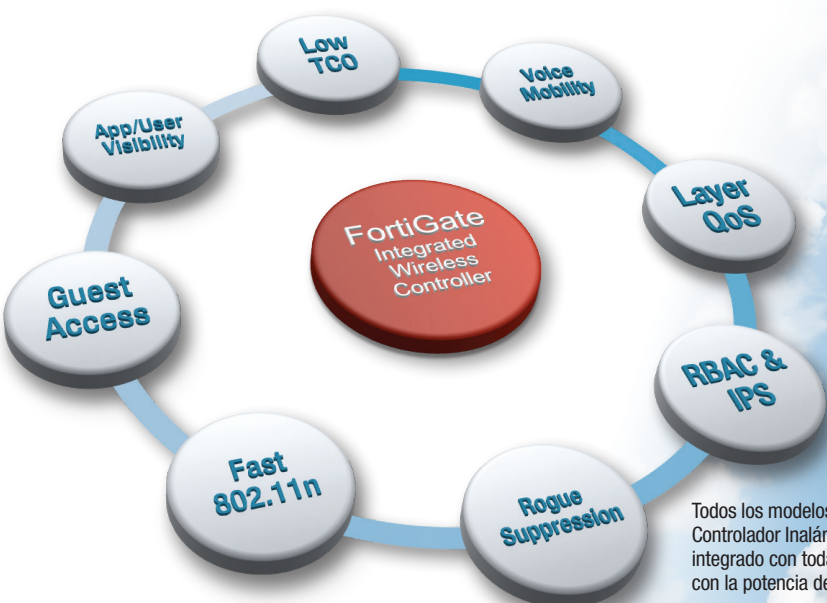 Low
TCO
Voice
Mobility
App/User
Visibility
Layer
QoS
FortiGate
Integrated
Wireless
Controller
Guest
Access
RBAC &
IPS
Fast
802.11n
Rogue
Suppression
Todos los modelos
Controlador Inalán
integrado con toda
con la potencia de